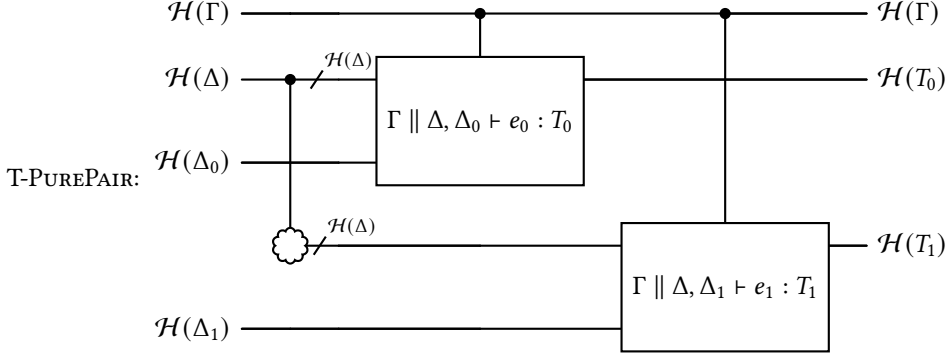 ℋ(Γ) ℋ(Γ)
ℋ(Δ) ℋ(Δ) ℋ(T₀)
Γ ∥ Δ, Δ₀ ⊢ e₀ : T₀
ℋ(Δ₀)
T-PurePair:
ℋ(Δ) ℋ(T₁)
Γ ∥ Δ, Δ₁ ⊢ e₁ : T₁
ℋ(Δ₁)